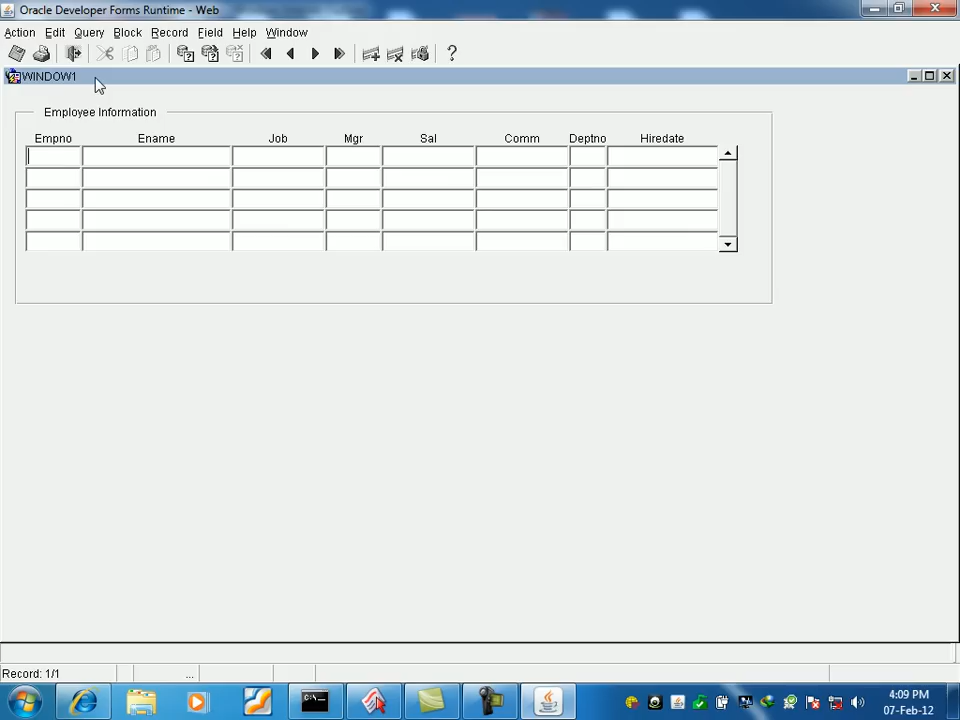 Oracle Developer Forms Runtime - Web
Action Edit Query Block Record Field Help Window
WINDOW1
Employee Information
Empno Ename Job Mgr Sal Comm Deptno Hiredate
Record: 1/1 ...
4:09 PM
07-Feb-12